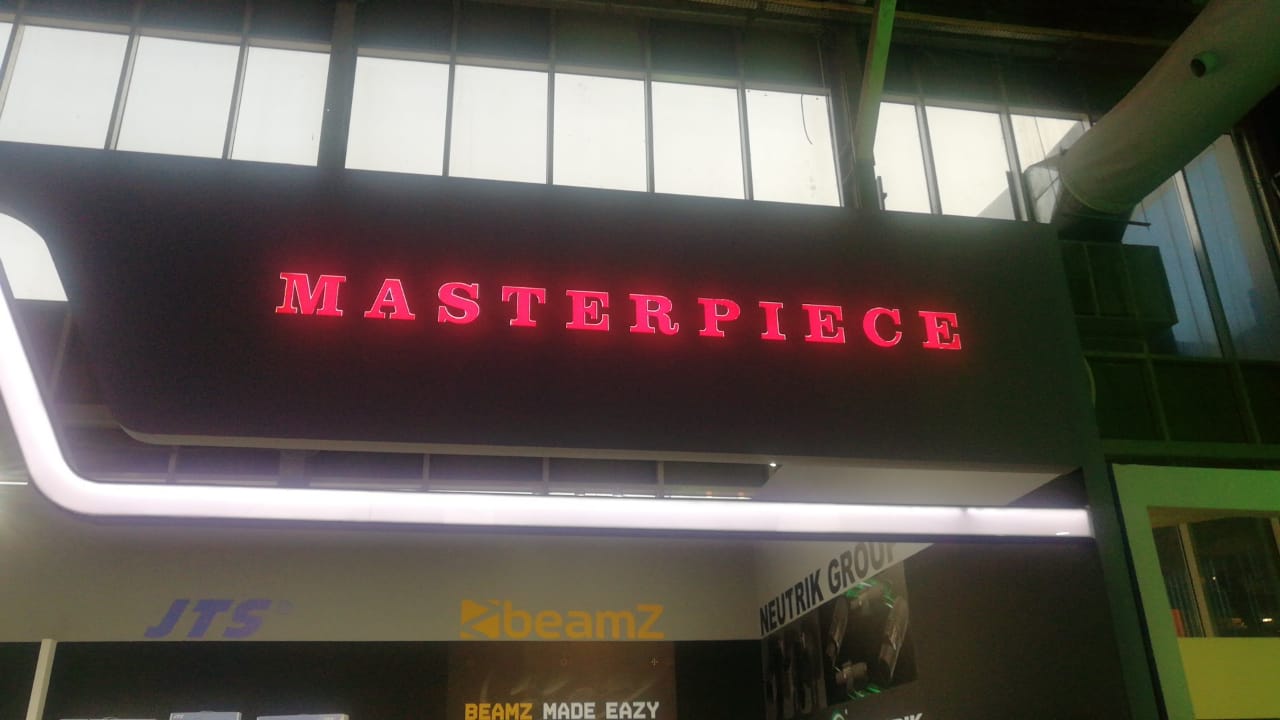 MASTERPIECE
JTS
beamZ
NEUTRIK GROUP
BEAMZ MADE EAZY